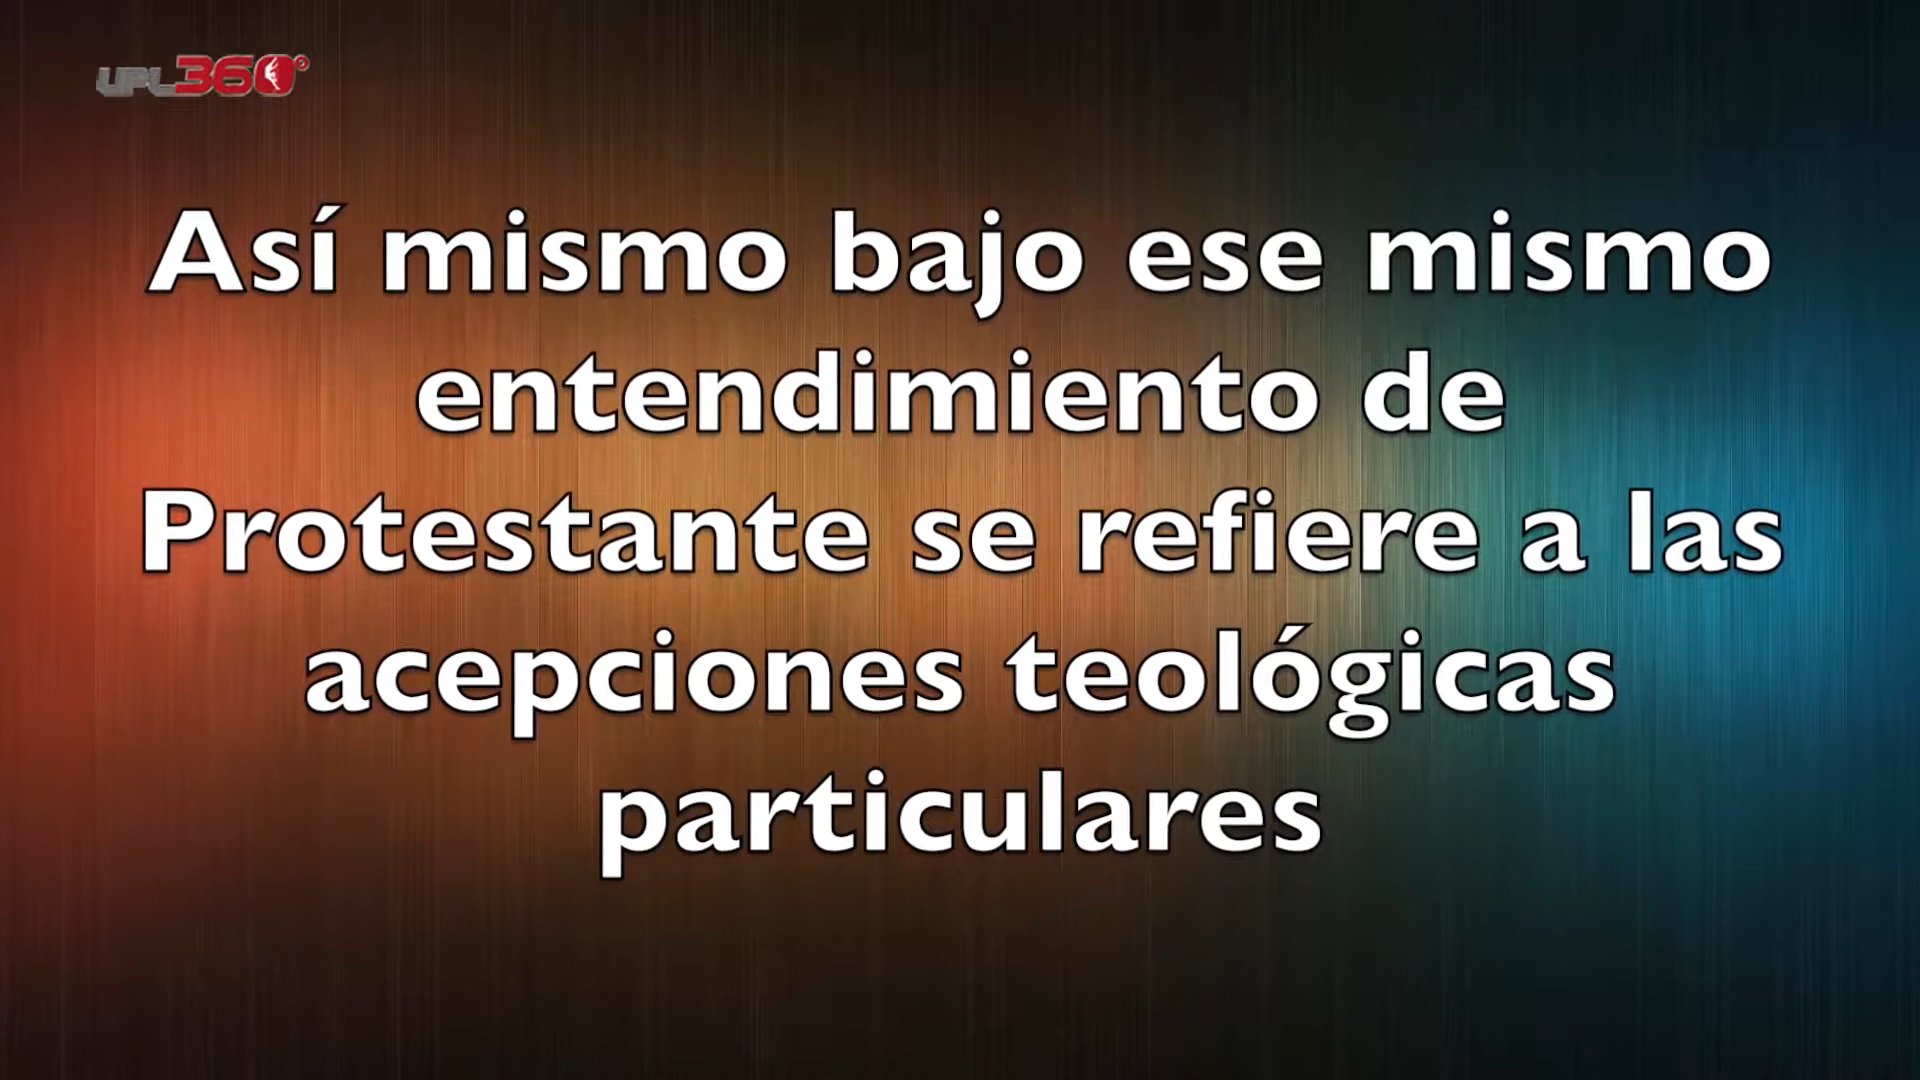 UPL360°
Así mismo bajo ese mismo
entendimiento de
Protestante se refiere a las
acepciones teológicas
particulares